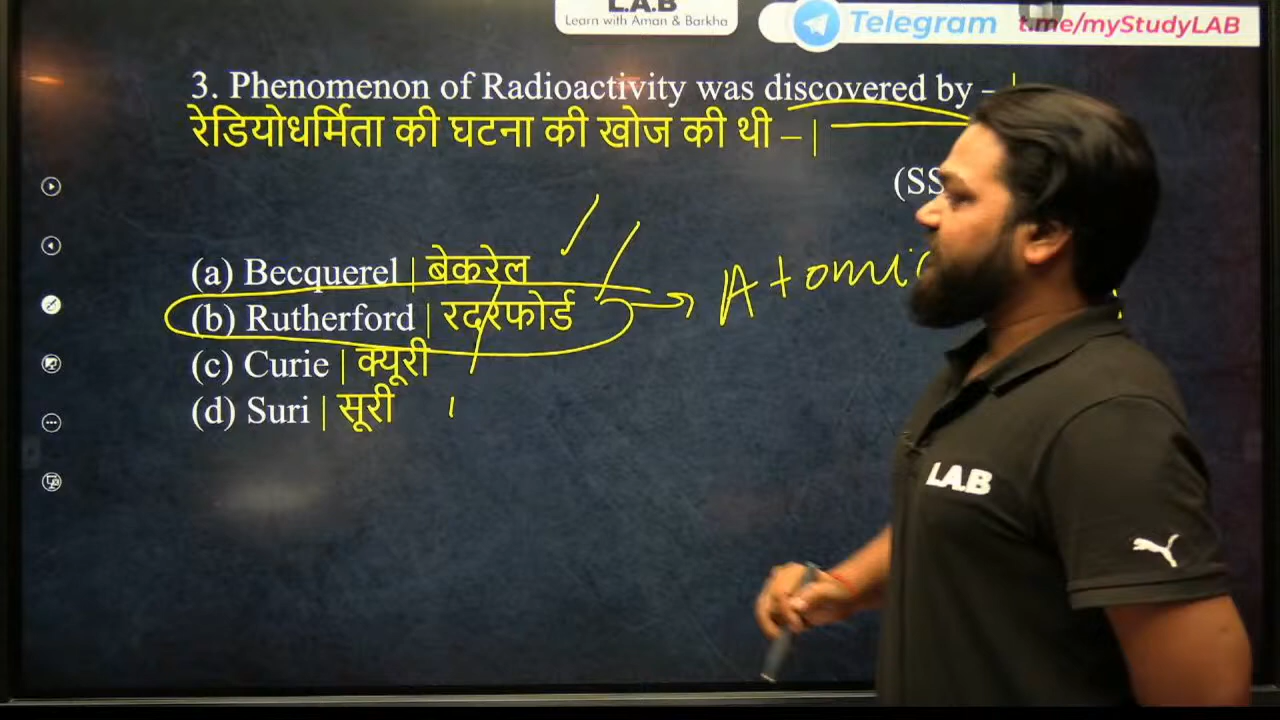 L.A.B
Learn with Aman & Barkha
Telegram t.me/myStudyLAB
3. Phenomenon of Radioactivity was discovered by – |
रेडियोधर्मिता की घटना की खोज की थी – |
(SS
(a) Becquerel | बेकरेल
(b) Rutherford | रदरफोर्ड
(c) Curie | क्यूरी
(d) Suri | सूरी
Atomic
L.A.B